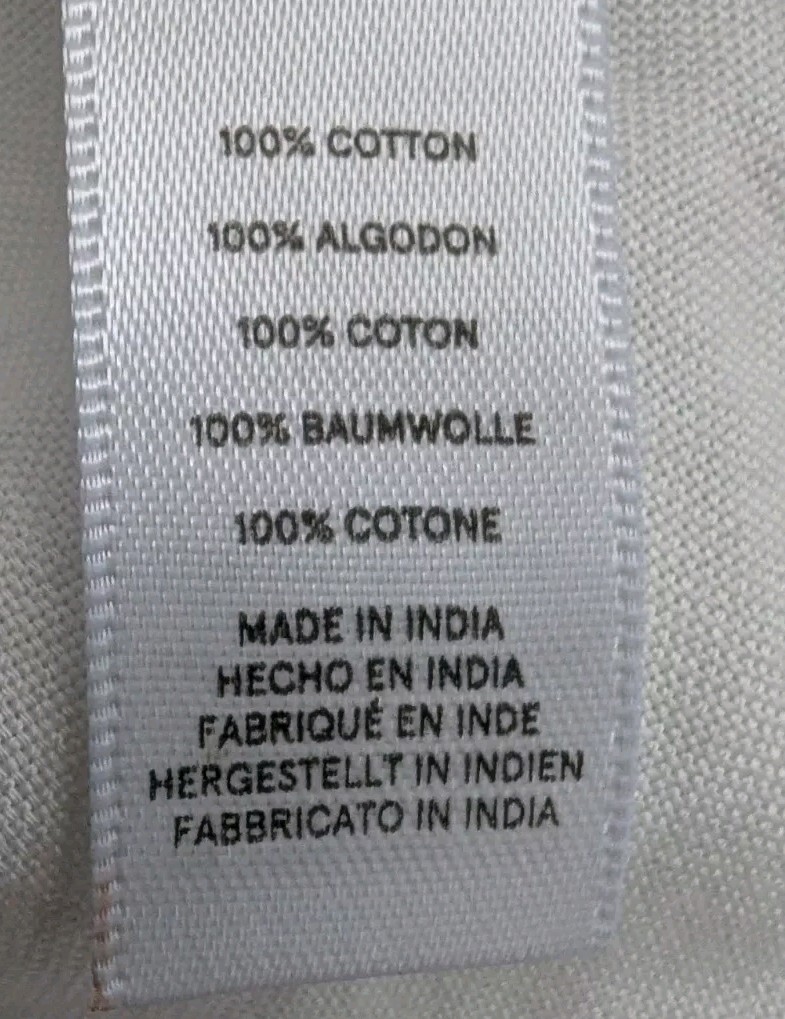 100% COTTON
100% ALGODON
100% COTON
100% BAUMWOLLE
100% COTONE
MADE IN INDIA
HECHO EN INDIA
FABRIQUÉ EN INDE
HERGESTELLT IN INDIEN
FABBRICATO IN INDIA